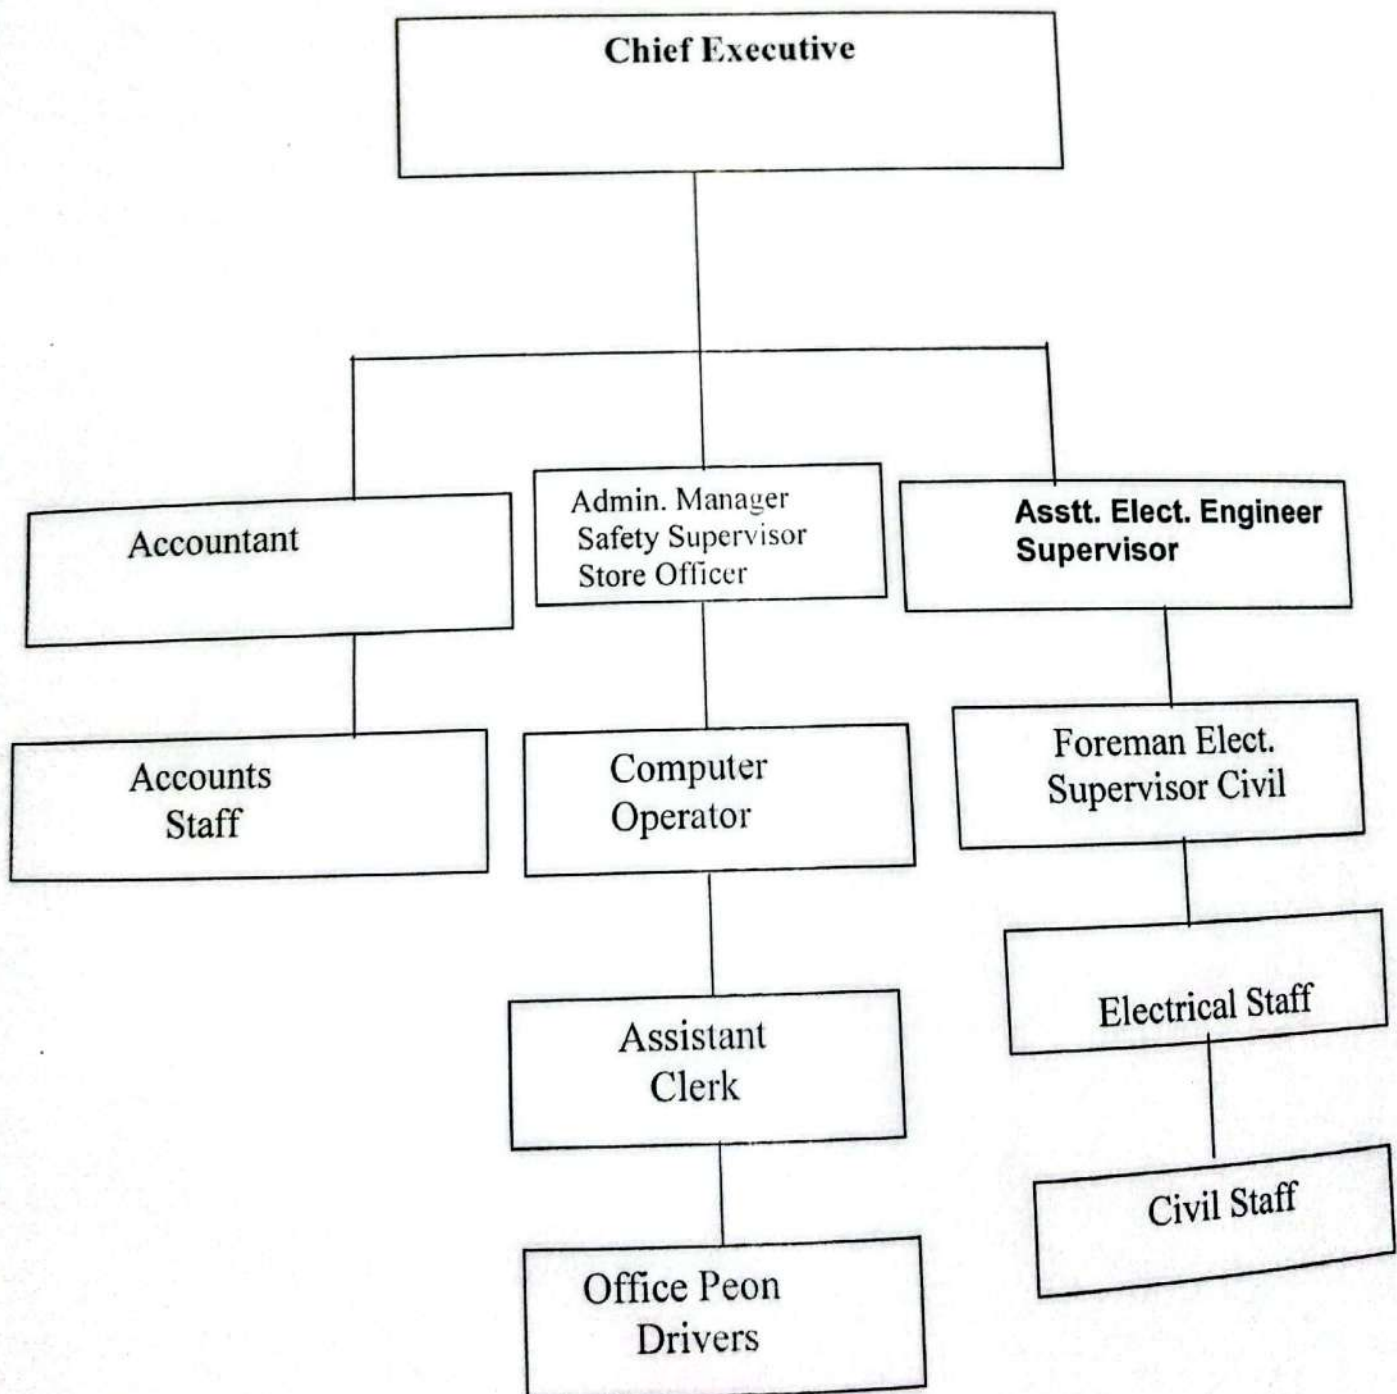 Chief Executive
Accountant
Admin. Manager
Safety Supervisor
Store Officer
Asstt. Elect. Engineer
Supervisor
Accounts
Staff
Computer
Operator
Foreman Elect.
Supervisor Civil
Assistant
Clerk
Electrical Staff
Office Peon
Drivers
Civil Staff